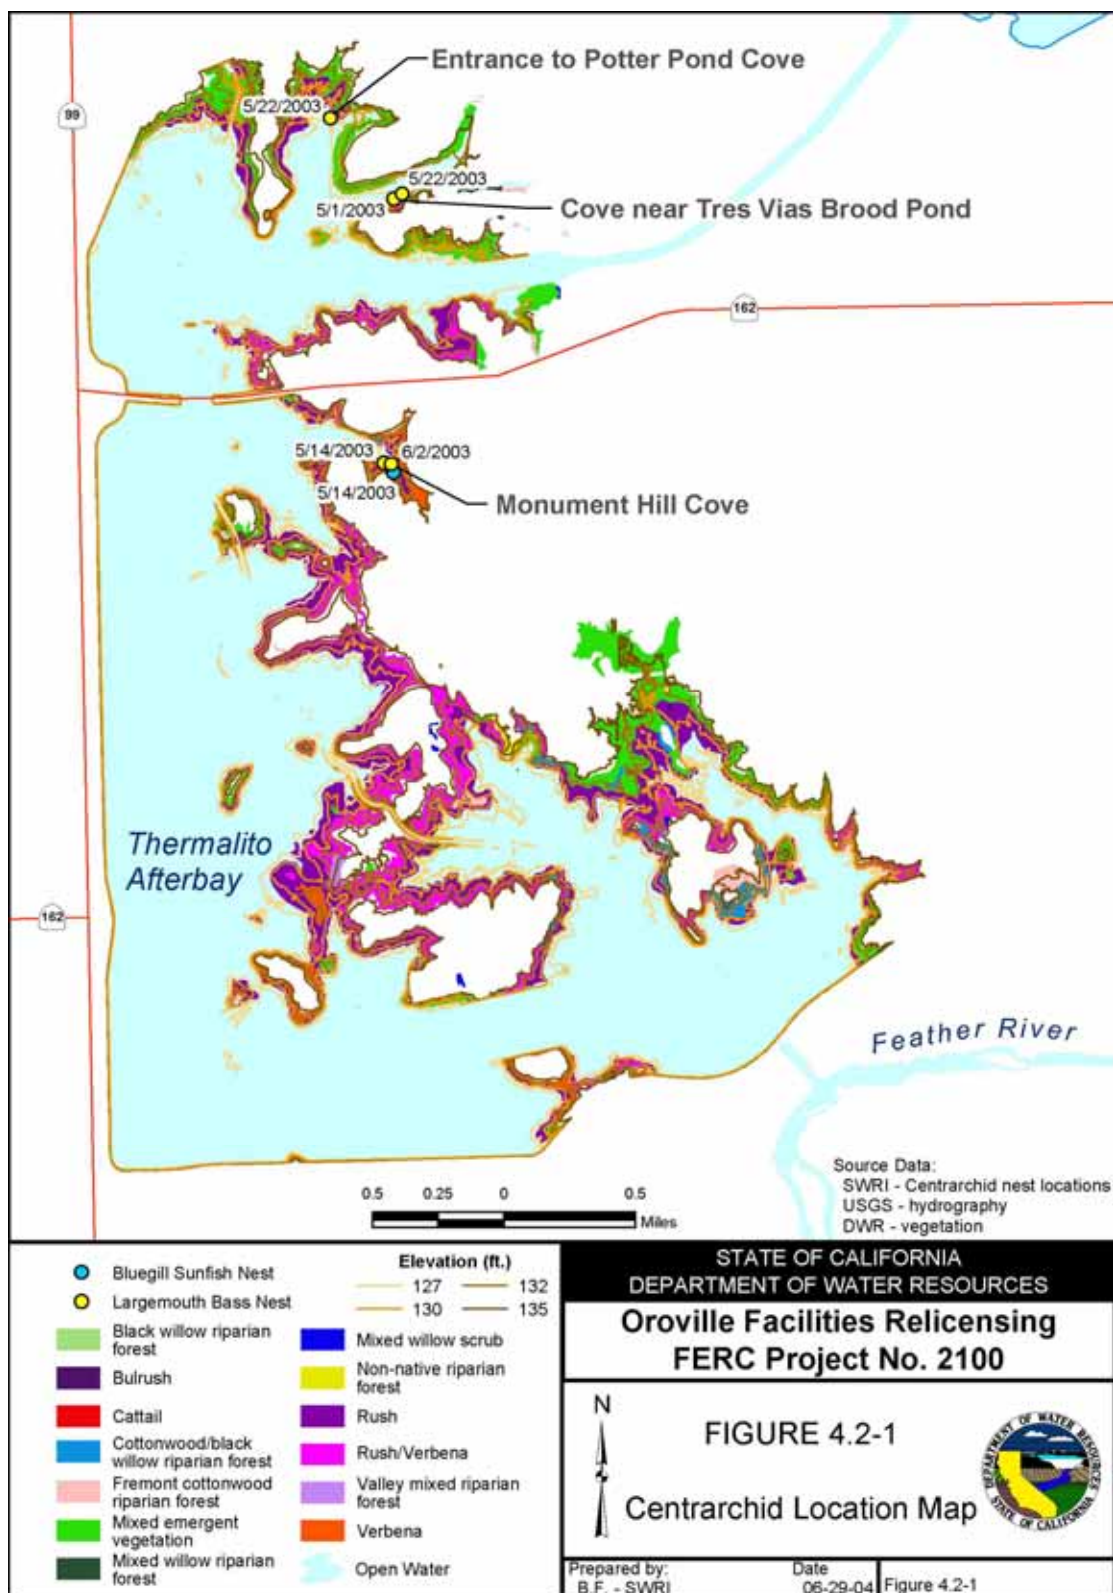 Entrance to Potter Pond Cove
5/22/2003
99
5/22/2003
5/1/2003
Cove near Tres Vias Brood Pond
162
5/14/2003
6/2/2003
5/14/2003
Monument Hill Cove
Thermalito
Afterbay
162
Feather River
Source Data:
SWRI - Centrarchid nest locations
USGS - hydrography
DWR - vegetation
0.5 0.25 0 0.5
Miles
Bluegill Sunfish Nest
Largemouth Bass Nest
Elevation (ft.)
127 132
130 135
Black willow riparian
forest
Bulrush
Cattail
Cottonwood/black
willow riparian forest
Fremont cottonwood
riparian forest
Mixed emergent
vegetation
Mixed willow riparian
forest
Mixed willow scrub
Non-native riparian
forest
Rush
Rush/Verbena
Valley mixed riparian
forest
Verbena
Open Water
STATE OF CALIFORNIA
DEPARTMENT OF WATER RESOURCES
Oroville Facilities Relicensing
FERC Project No. 2100
N
FIGURE 4.2-1
Centrarchid Location Map
DEPARTMENT OF WATER RESOURCES
STATE OF CALIFORNIA
Prepared by:
B.F. - SWRI
Date
06-29-04
Figure 4.2-1